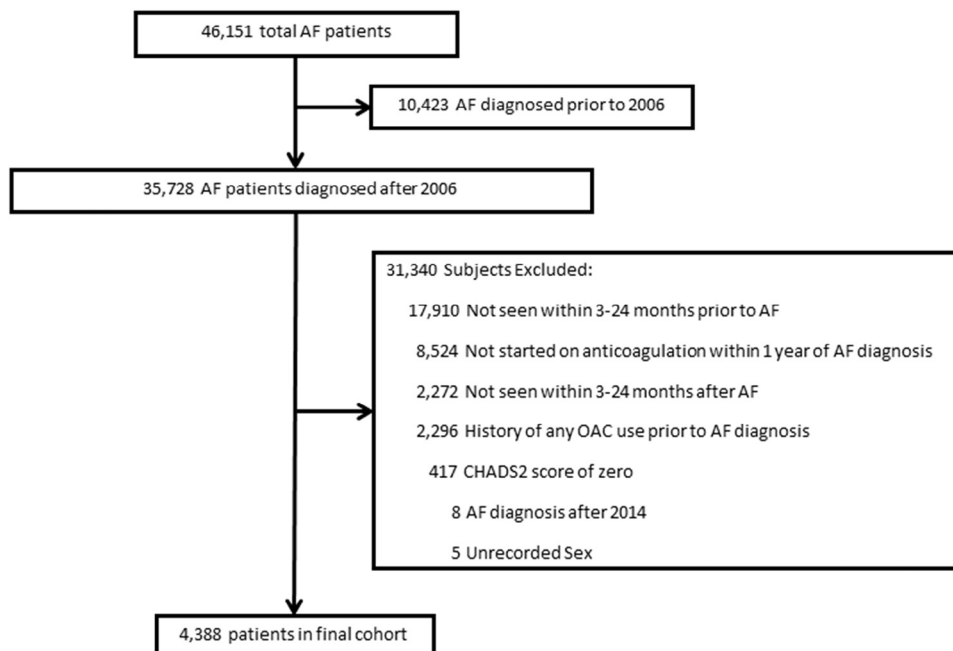 46,151 total AF patients
10,423 AF diagnosed prior to 2006
35,728 AF patients diagnosed after 2006
31,340 Subjects Excluded:
17,910 Not seen within 3-24 months prior to AF
8,524 Not started on anticoagulation within 1 year of AF diagnosis
2,272 Not seen within 3-24 months after AF
2,296 History of any OAC use prior to AF diagnosis
417 CHADS2 score of zero
8 AF diagnosis after 2014
5 Unrecorded Sex
4,388 patients in final cohort